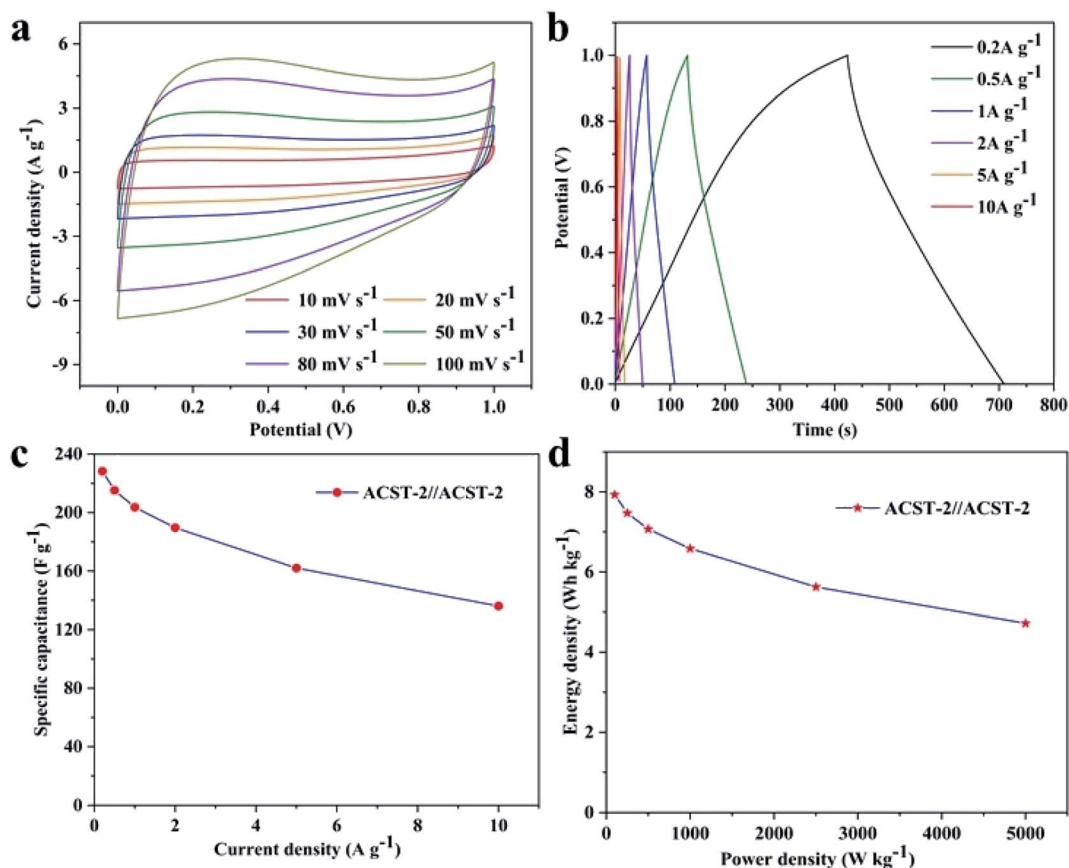 a
Current density (A g⁻¹)
6
3
0
-3
-6
-9
0.0 0.2 0.4 0.6 0.8 1.0
Potential (V)
10 mV s⁻¹ 20 mV s⁻¹
30 mV s⁻¹ 50 mV s⁻¹
80 mV s⁻¹ 100 mV s⁻¹
b
Potential (V)
1.0
0.8
0.6
0.4
0.2
0.0
0 100 200 300 400 500 600 700 800
Time (s)
0.2A g⁻¹
0.5A g⁻¹
1A g⁻¹
2A g⁻¹
5A g⁻¹
10A g⁻¹
c
Specific capacitance (F g⁻¹)
240
200
160
120
80
40
0
0 2 4 6 8 10
Current density (A g⁻¹)
ACST-2//ACST-2
d
Energy density (Wh kg⁻¹)
8
6
4
2
0
0 1000 2000 3000 4000 5000
Power density (W kg⁻¹)
ACST-2//ACST-2